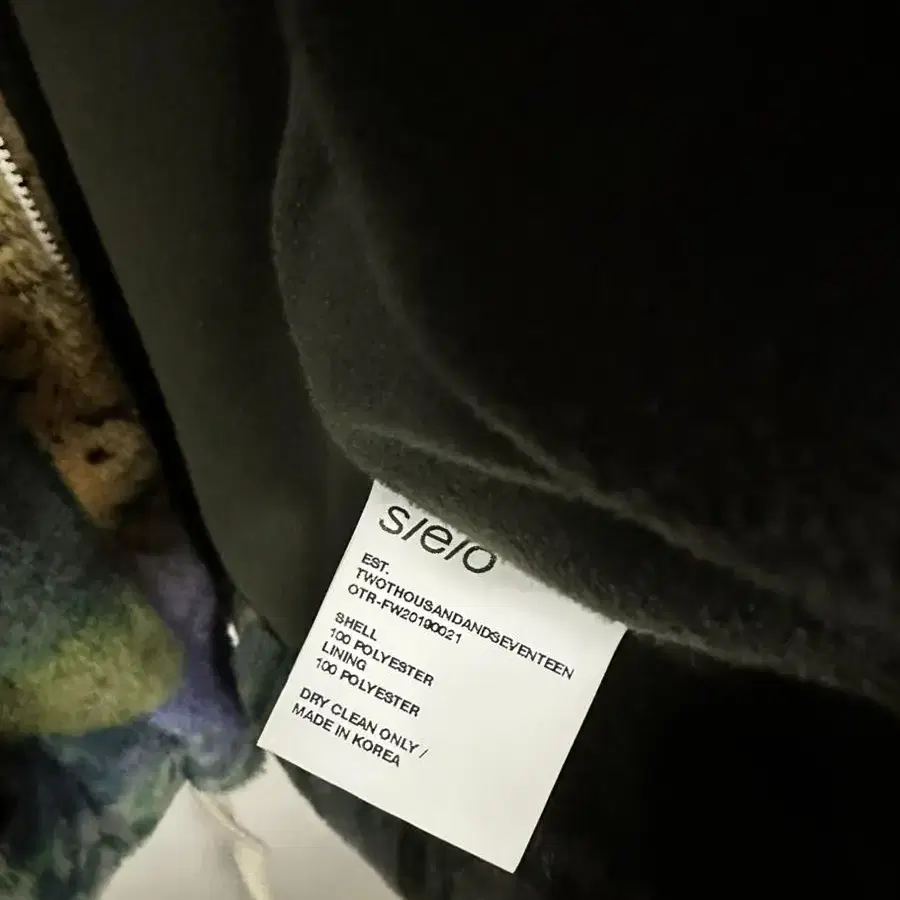 s/e/o
EST.
TWOTHOUSANDANDSEVENTEEN
OTR-FW20190021
SHELL
100 POLYESTER
LINING
100 POLYESTER
DRY CLEAN ONLY /
MADE IN KOREA